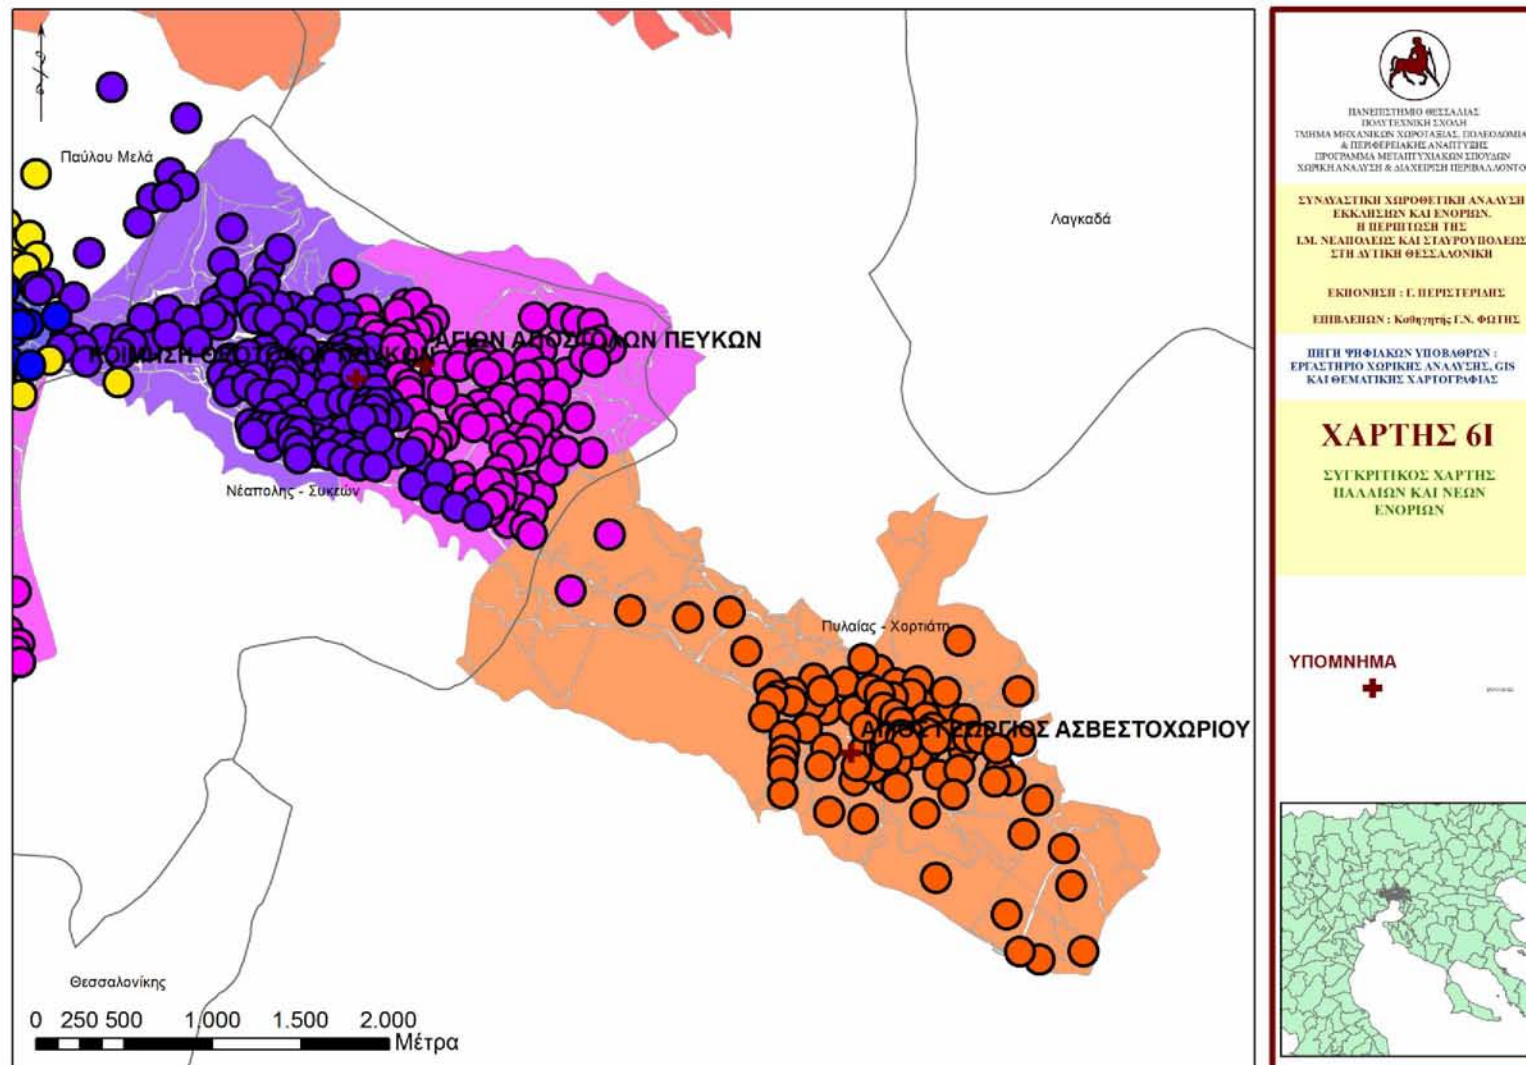 Παύλου Μελά
Λαγκαδά
ΑΓΙΩΝ ΑΠΟΣΤΟΛΩΝ ΠΕΥΚΩΝ
ΚΟΙΜΗΣΗ ΘΕΟΤΟΚΟΥ ΠΕΥΚΩΝ
Νέαπολης - Συκεών
Πυλαίας - Χορτιάτη
ΑΓΙΟΣ ΓΕΩΡΓΙΟΣ ΑΣΒΕΣΤΟΧΩΡΙΟΥ
Θεσσαλονίκης
0 250 500 1.000 1.500 2.000
Μέτρα
ΠΑΝΕΠΙΣΤΗΜΙΟ ΘΕΣΣΑΛΙΑΣ
ΠΟΛΥΤΕΧΝΙΚΗ ΣΧΟΛΗ
ΤΜΗΜΑ ΜΗΧΑΝΙΚΩΝ ΧΩΡΟΤΑΞΙΑΣ, ΠΟΛΕΟΔΟΜΙΑ
& ΠΕΡΙΦΕΡΕΙΑΚΗΣ ΑΝΑΠΤΥΞΗΣ
ΠΡΟΓΡΑΜΜΑ ΜΕΤΑΠΤΥΧΙΑΚΩΝ ΣΠΟΥΔΩΝ
ΧΩΡΙΚΗ ΑΝΑΛΥΣΗ & ΔΙΑΧΕΙΡΙΣΗ ΠΕΡΙΒΑΛΛΟΝΤΟ
ΣΥΝΔΥΑΣΤΙΚΗ ΧΩΡΟΘΕΤΙΚΗ ΑΝΑΛΥΣΗ
ΕΚΚΛΗΣΙΩΝ ΚΑΙ ΕΝΟΡΙΩΝ.
Η ΠΕΡΙΠΤΩΣΗ ΤΗΣ
Ι.Μ. ΝΕΑΠΟΛΕΩΣ ΚΑΙ ΣΤΑΥΡΟΥΠΟΛΕΩΣ
ΣΤΗ ΔΥΤΙΚΗ ΘΕΣΣΑΛΟΝΙΚΗ
ΕΚΠΟΝΗΣΗ : Γ. ΠΕΡΙΣΤΕΡΙΔΗΣ
ΕΠΙΒΛΕΠΩΝ : Καθηγητής Γ.Ν. ΦΩΤΗΣ
ΠΗΓΗ ΨΗΦΙΑΚΩΝ ΥΠΟΒΑΘΡΩΝ :
ΕΡΓΑΣΤΗΡΙΟ ΧΩΡΙΚΗΣ ΑΝΑΛΥΣΗΣ, GIS
ΚΑΙ ΘΕΜΑΤΙΚΗΣ ΧΑΡΤΟΓΡΑΦΙΑΣ
ΧΑΡΤΗΣ 6Ι
ΣΥΓΚΡΙΤΙΚΟΣ ΧΑΡΤΗΣ
ΠΑΛΑΙΩΝ ΚΑΙ ΝΕΩΝ
ΕΝΟΡΙΩΝ
ΥΠΟΜΝΗΜΑ